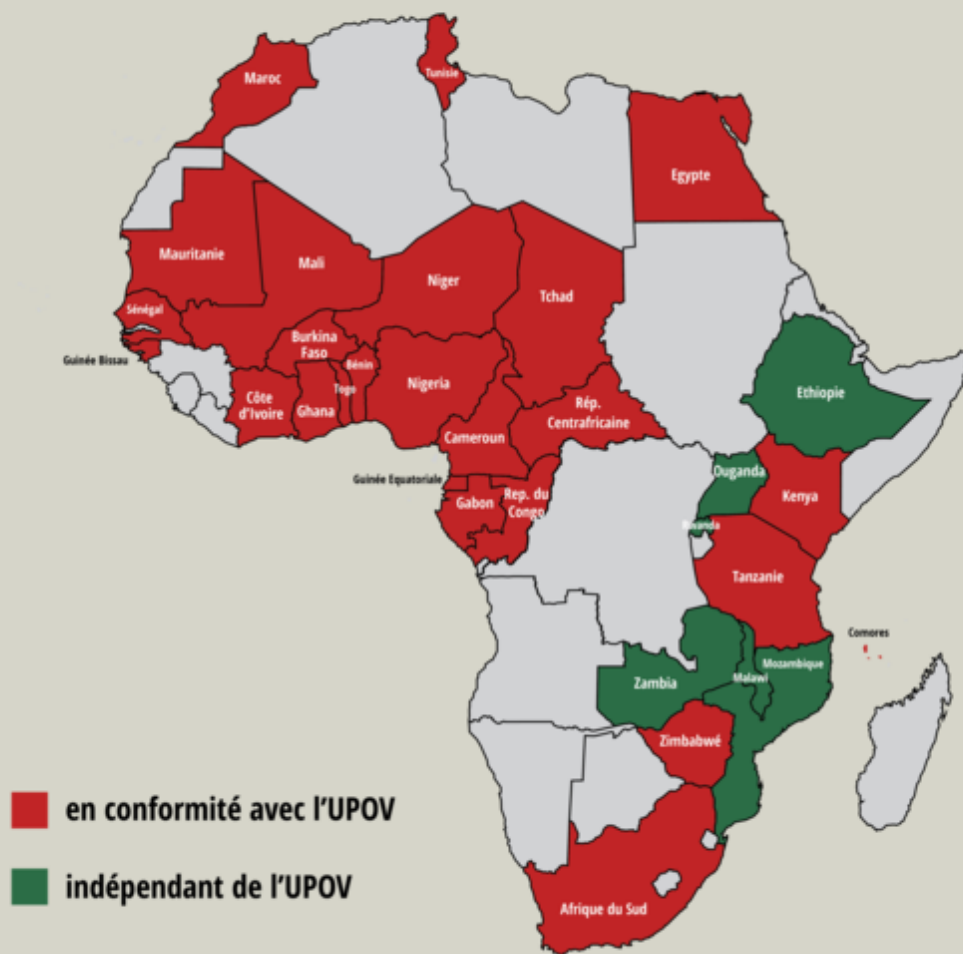 Maroc
Tunisie
Egypte
Mauritanie
Mali
Niger
Tchad
Sénégal
Burkina
Faso
Guinée Bissau
Bénin
Togo
Nigeria
Côte
d'Ivoire
Ghana
Rép.
Centrafricaine
Ethiopie
Cameroun
Guinée Equatoriale
Ouganda
Gabon
Rep. du
Congo
Kenya
Rwanda
Tanzanie
Comores
Mozambique
Malawi
Zambia
Zimbabwé
en conformité avec l'UPOV
indépendant de l'UPOV
Afrique du Sud